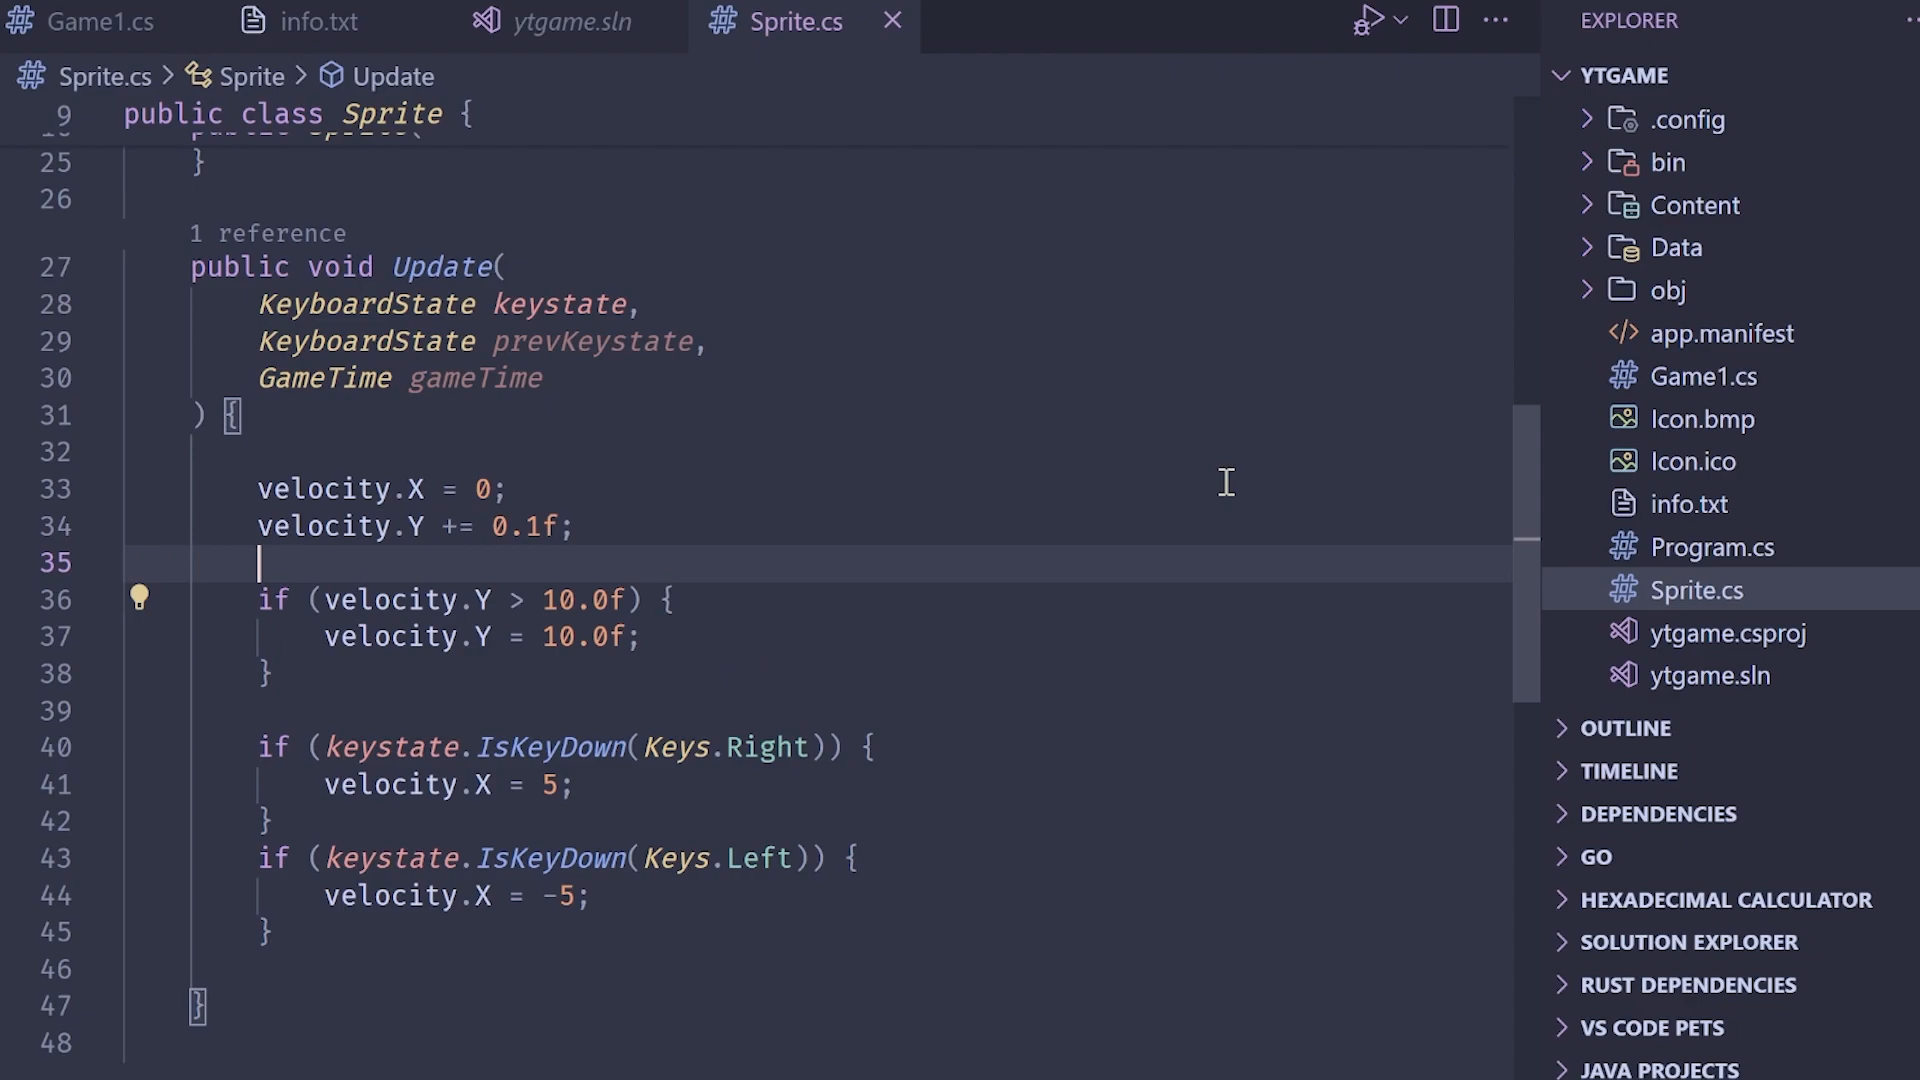 Game1.cs info.txt ytgame.sln Sprite.cs
EXPLORER
Sprite.cs > Sprite > Update
9 public class Sprite {
25 }
26
1 reference
27 public void Update(
28 KeyboardState keystate,
29 KeyboardState prevKeystate,
30 GameTime gameTime
31 ) {
32
33 velocity.X = 0;
34 velocity.Y += 0.1f;
35
36 if (velocity.Y > 10.0f) {
37 velocity.Y = 10.0f;
38 }
39
40 if (keystate.IsKeyDown(Keys.Right)) {
41 velocity.X = 5;
42 }
43 if (keystate.IsKeyDown(Keys.Left)) {
44 velocity.X = -5;
45 }
46
47 }
48
YTGAME
.config
bin
Content
Data
obj
app.manifest
Game1.cs
Icon.bmp
Icon.ico
info.txt
Program.cs
Sprite.cs
ytgame.csproj
ytgame.sln
OUTLINE
TIMELINE
DEPENDENCIES
GO
HEXADECIMAL CALCULATOR
SOLUTION EXPLORER
RUST DEPENDENCIES
VS CODE PETS
JAVA PROJECTS